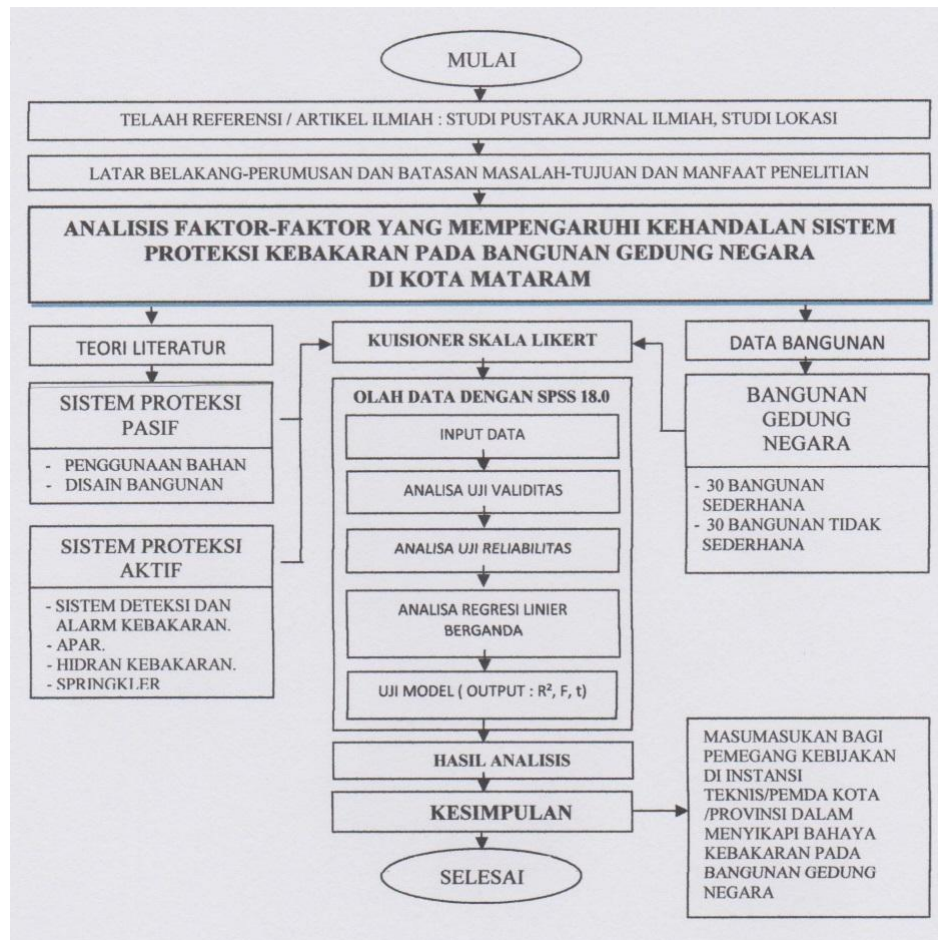 MULAI
TELAAH REFERENSI / ARTIKEL ILMIAH : STUDI PUSTAKA JURNAL ILMIAH, STUDI LOKASI
LATAR BELAKANG-PERUMUSAN DAN BATASAN MASALAH-TUJUAN DAN MANFAAT PENELITIAN
ANALISIS FAKTOR-FAKTOR YANG MEMPENGARUHI KEHANDALAN SISTEM
PROTEKSI KEBAKARAN PADA BANGUNAN GEDUNG NEGARA
DI KOTA MATARAM
TEORI LITERATUR
SISTEM PROTEKSI
PASIF
- PENGGUNAAN BAHAN
- DISAIN BANGUNAN
SISTEM PROTEKSI
AKTIF
- SISTEM DETEKSI DAN
ALARM KEBAKARAN.
- APAR.
- HIDRAN KEBAKARAN.
- SPRINGKLER
KUISIONER SKALA LIKERT
OLAH DATA DENGAN SPSS 18.0
INPUT DATA
ANALISA UJI VALIDITAS
ANALISA UJI RELIABILITAS
ANALISA REGRESI LINIER
BERGANDA
UJI MODEL ( OUTPUT : R², F, t)
HASIL ANALISIS
KESIMPULAN
SELESAI
DATA BANGUNAN
BANGUNAN
GEDUNG
NEGARA
- 30 BANGUNAN
SEDERHANA
- 30 BANGUNAN TIDAK
SEDERHANA
MASUMASUKAN BAGI
PEMEGANG KEBIJAKAN
DI INSTANSI
TEKNIS/PEMDA KOTA
/PROVINSI DALAM
MENYIKAPI BAHAYA
KEBAKARAN PADA
BANGUNAN GEDUNG
NEGARA